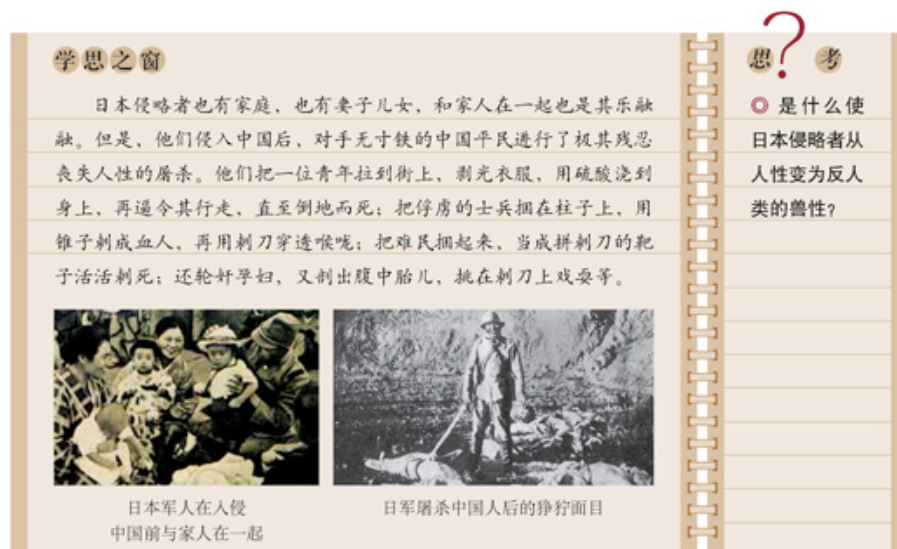 学思之窗
日本侵略者也有家庭，也有妻子儿女，和家人在一起也是其乐融
融。但是，他们侵入中国后，对手无寸铁的中国平民进行了极其残忍
丧失人性的屠杀。他们把一位青年拉到街上，剥光衣服，用硫酸浇到
身上，再逼令其行走，直至倒地而死；把俘虏的士兵捆在柱子上，用
锥子刺成血人，再用刺刀穿透喉咙；把难民捆起来，当成拼刺刀的靶
子活活刺死；还轮奸孕妇，又剖出腹中胎儿，挑在刺刀上戏耍等。
日本军人在入侵
中国前与家人在一起
日军屠杀中国人后的狰狞面目
思?考
◎是什么使
日本侵略者从
人性变为反人
类的兽性?